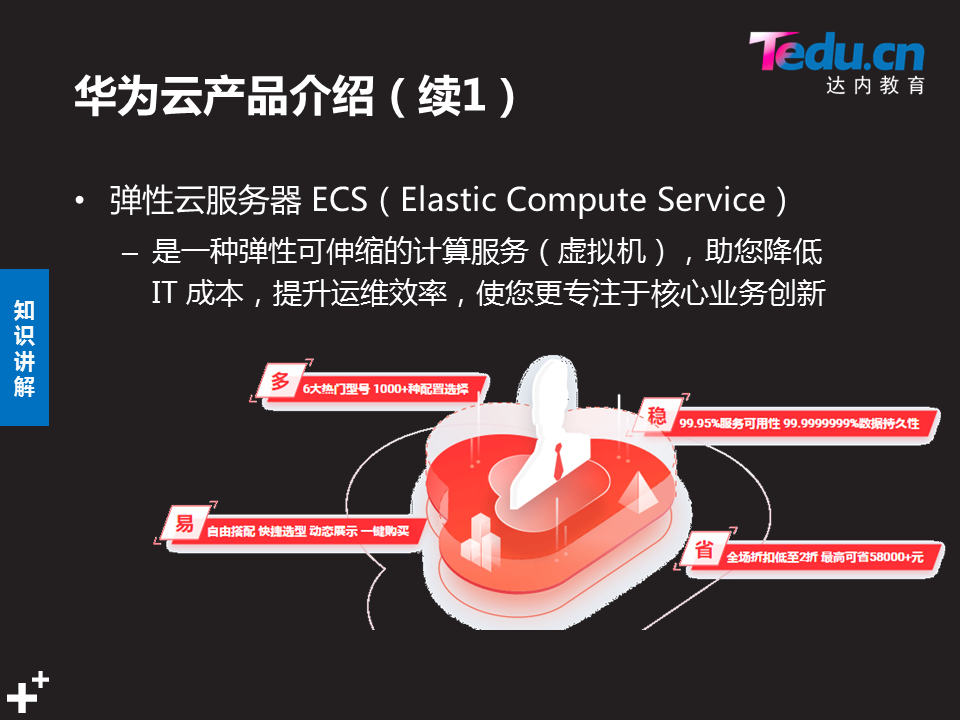 Tedu.cn
达内教育
华为云产品介绍（续1）
• 弹性云服务器 ECS（Elastic Compute Service）
– 是一种弹性可伸缩的计算服务（虚拟机），助您降低
IT 成本，提升运维效率，使您更专注于核心业务创新
知识讲解
多 6大热门型号 1000+种配置选择
稳 99.95%服务可用性 99.9999999%数据持久性
易 自由搭配 快捷选型 动态展示 一键购买
省 全场折扣低至2折 最高可省58000+元